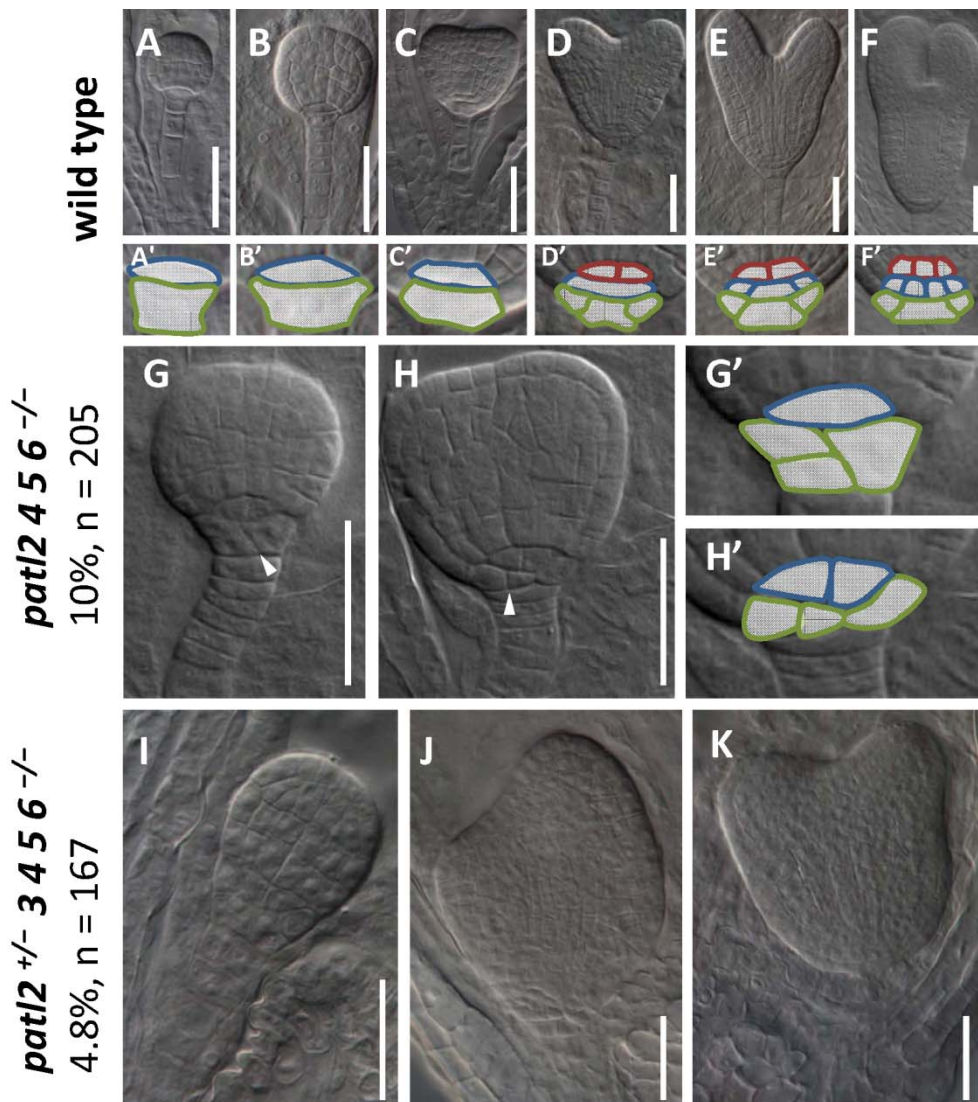 wild type
A
B
C
D
E
F
A'
B'
C'
D'
E'
F'
patl2 4 5 6 −/−
10%, n = 205
G
H
G'
H'
patl2 +/− 3 4 5 6 −/−
4.8%, n = 167
I
J
K